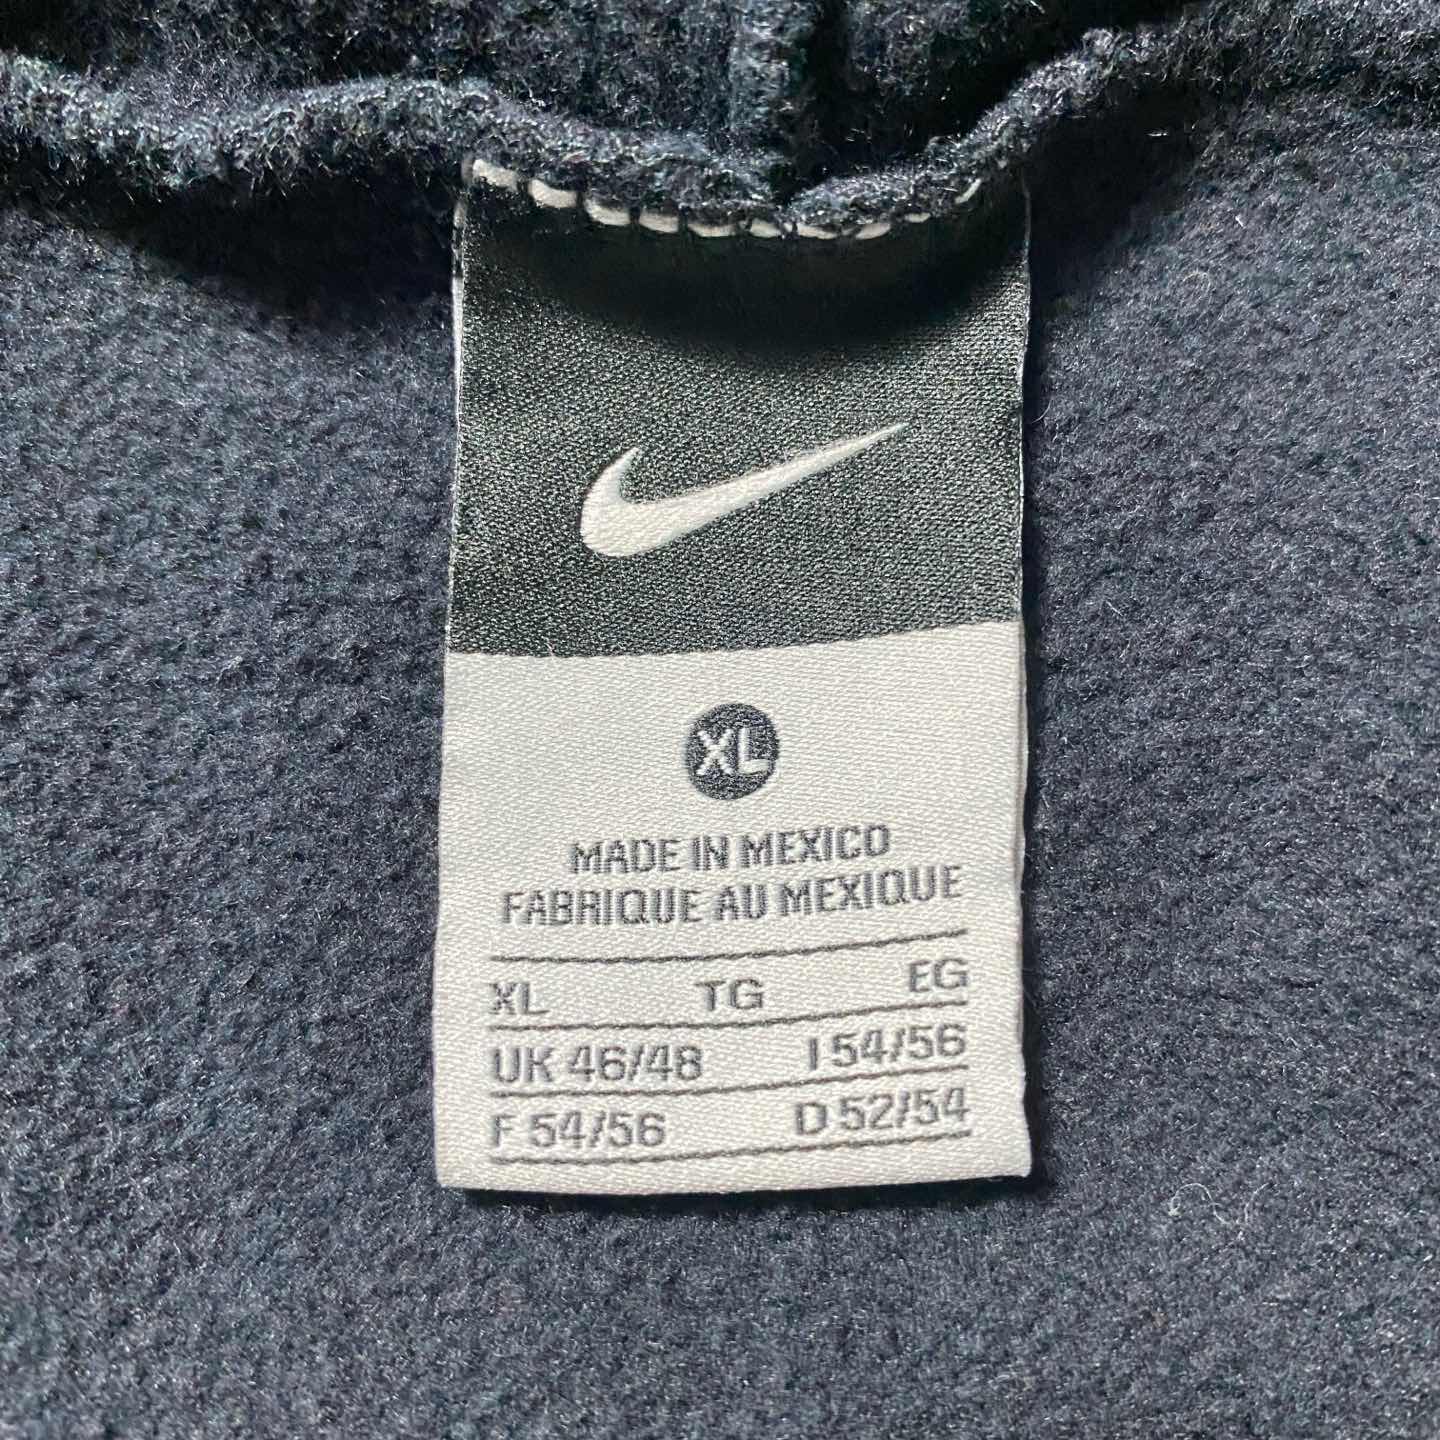 XL
MADE IN MEXICO
FABRIQUE AU MEXIQUE
XL TG EG
UK 46/48 I 54/56
F 54/56 D 52/54